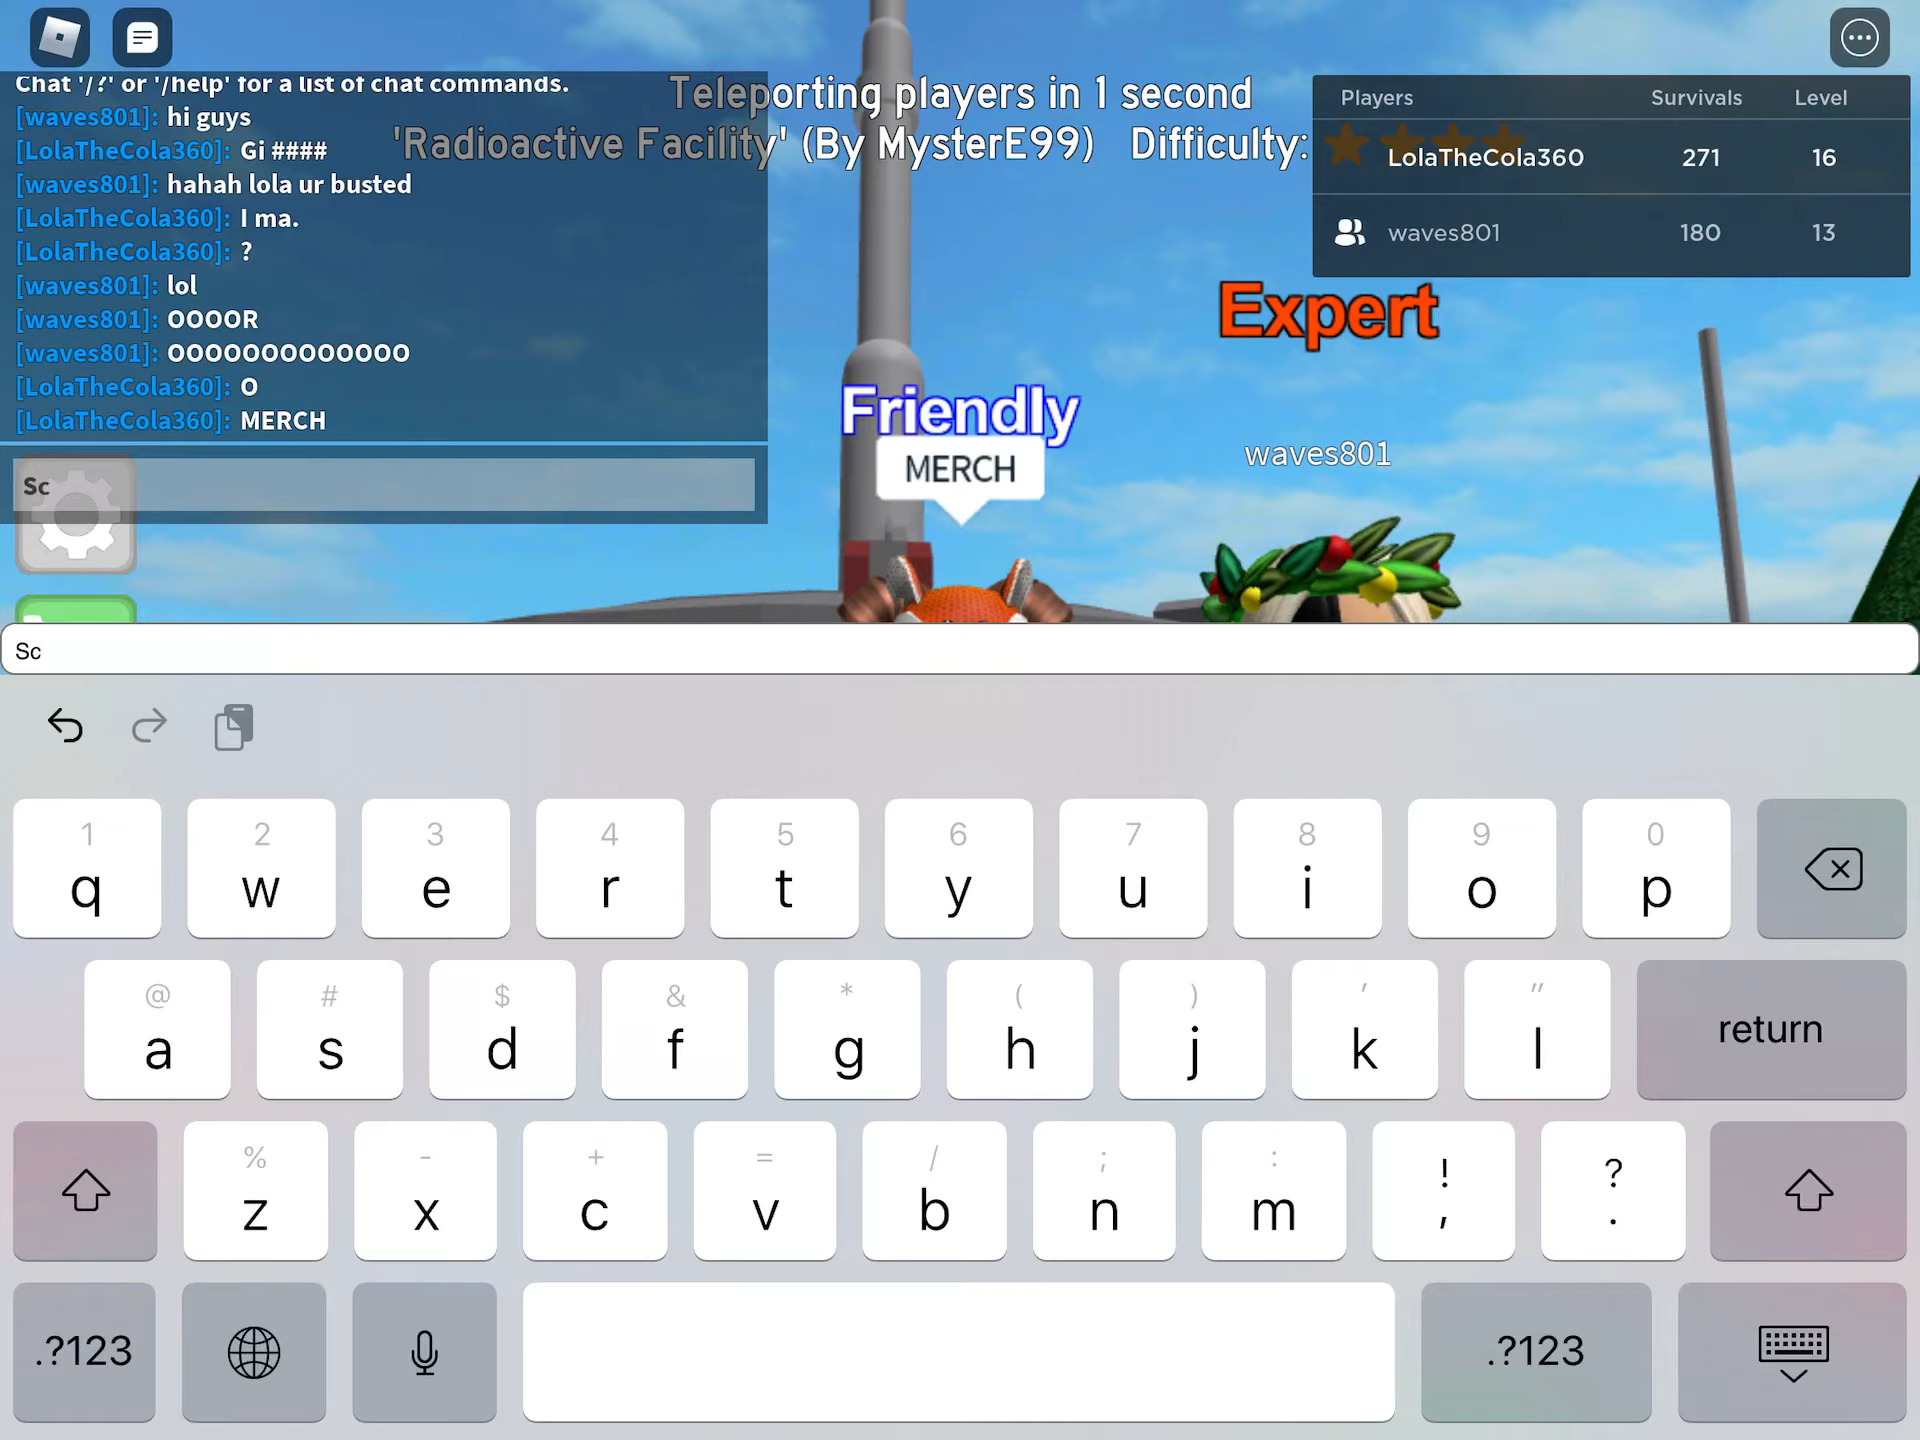 Chat '/?' or '/help' for a list of chat commands.
[waves801]: hi guys
[LolaTheCola360]: Gi ####
[waves801]: hahah lola ur busted
[LolaTheCola360]: I ma.
[LolaTheCola360]: ?
[waves801]: lol
[waves801]: OOOOR
[waves801]: OOOOOOOOOOOOO
[LolaTheCola360]: O
[LolaTheCola360]: MERCH
Sc
Teleporting players in 1 second
'Radioactive Facility' (By MysterE99) Difficulty:
Players Survivals Level
LolaTheCola360 271 16
waves801 180 13
Expert
waves801
Friendly
MERCH
Sc
1 2 3 4 5 6 7 8 9 0
q w e r t y u i o p
@ # $ & * ( ) ' "
a s d f g h j k l return
% - + = / ; : ! ?
z x c v b n m , .
.?123 .?123